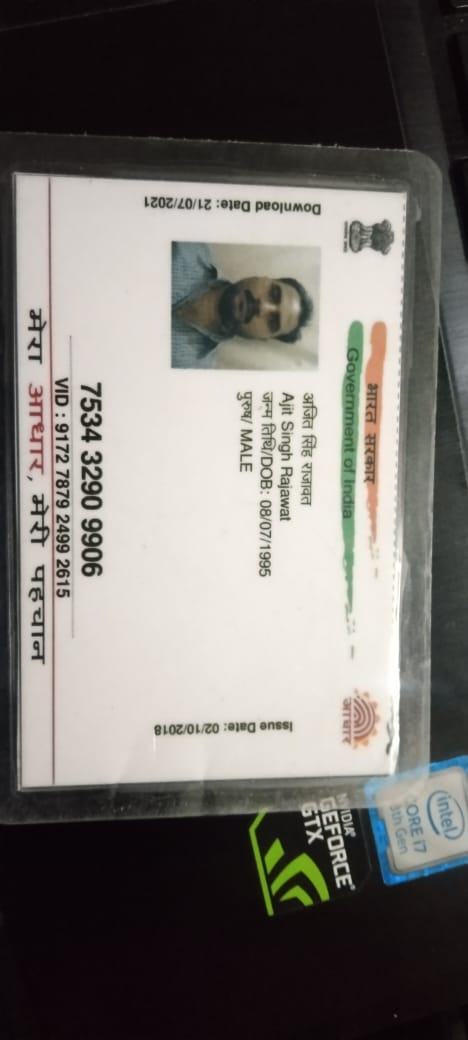 भारत सरकार
Government of India
Download Date: 21/07/2021
अजित सिंह राजावत
Ajit Singh Rajawat
जन्म तिथि/DOB: 08/07/1995
पुरुष/ MALE
Issue Date: 02/10/2018
आधार
7534 3290 9906
VID : 9172 7879 2499 2615
मेरा आधार, मेरी पहचान
NVIDIA
GEFORCE
GTX
intel
CORE i7
8th Gen